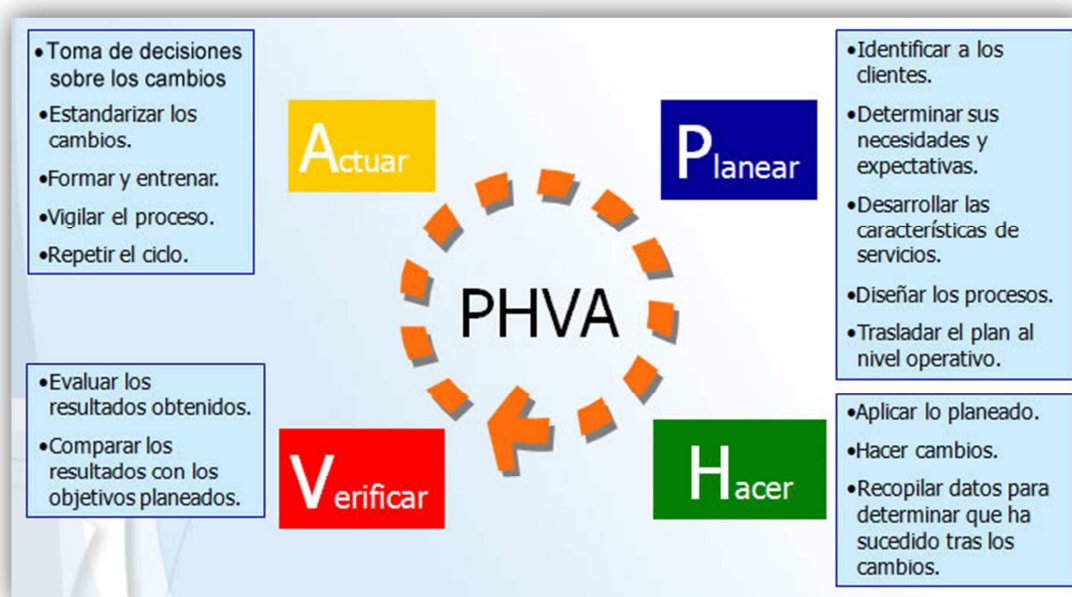 •Toma de decisiones
sobre los cambios
•Estandarizar los
cambios.
•Formar y entrenar.
•Vigilar el proceso.
•Repetir el ciclo.
Actuar
Planear
•Identificar a los
clientes.
•Determinar sus
necesidades y
expectativas.
•Desarrollar las
características de
servicios.
•Diseñar los procesos.
•Trasladar el plan al
nivel operativo.
PHVA
•Evaluar los
resultados obtenidos.
•Comparar los
resultados con los
objetivos planeados.
Verificar
Hacer
•Aplicar lo planeado.
•Hacer cambios.
•Recopilar datos para
determinar que ha
sucedido tras los
cambios.